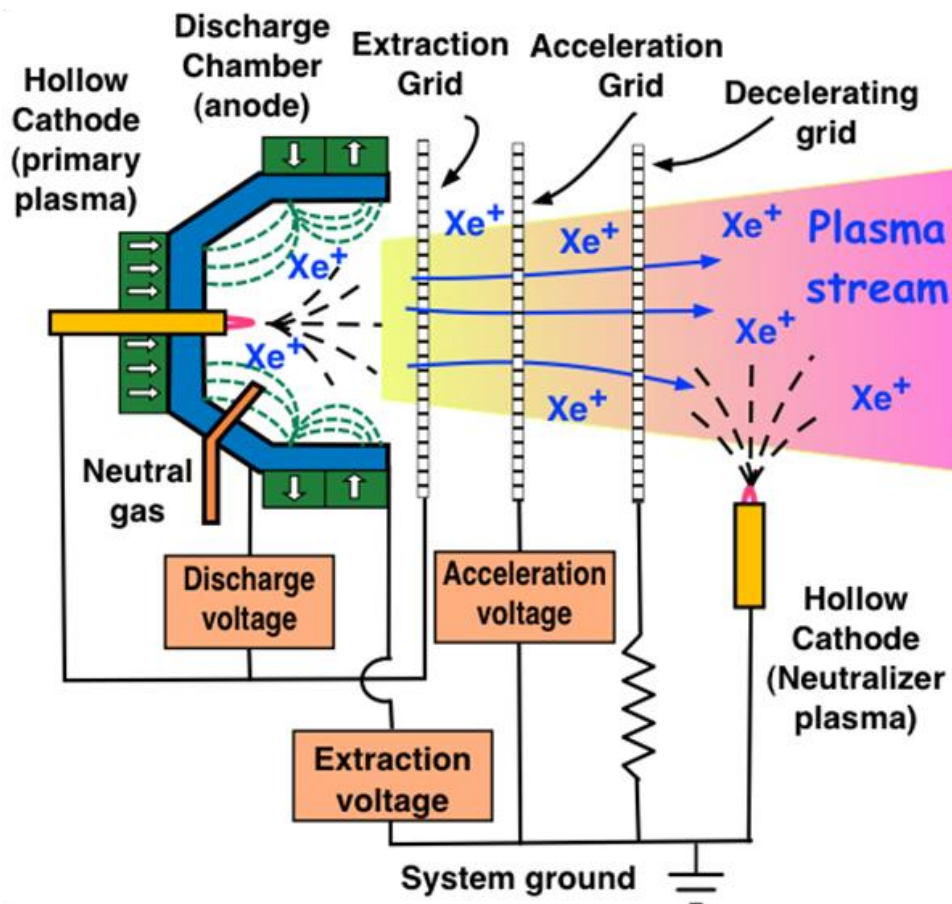 Hollow
Cathode
(primary
plasma)
Discharge
Chamber
(anode)
Extraction
Grid
Acceleration
Grid
Decelerating
grid
Xe+
Xe+
Xe+
Xe+
Xe+
Plasma
stream
Xe+
Xe+
Xe+
Xe+
Neutral
gas
Discharge
voltage
Acceleration
voltage
Hollow
Cathode
(Neutralizer
plasma)
Extraction
voltage
System ground